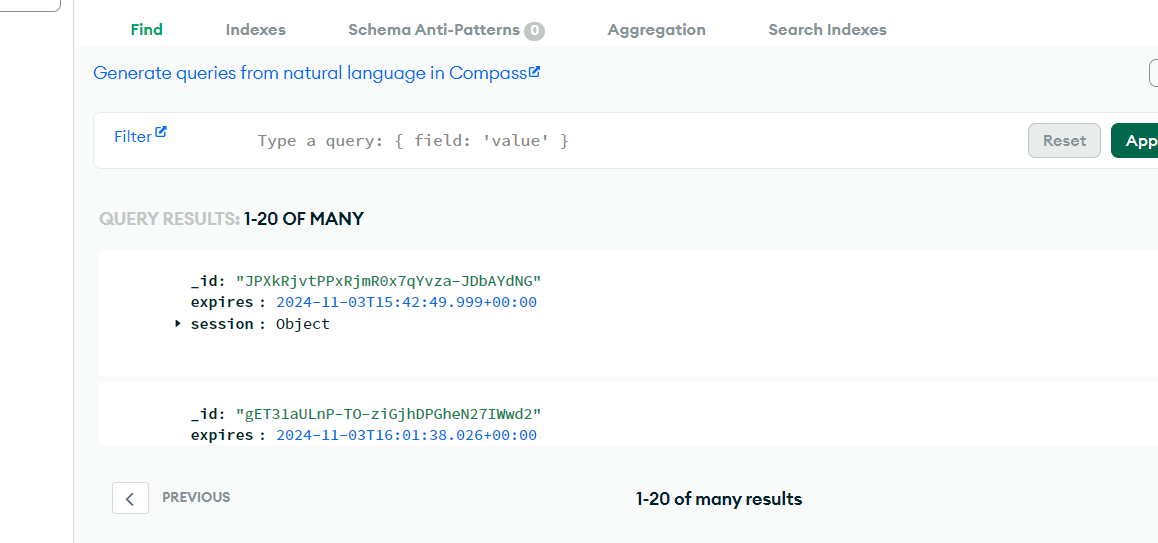 Find Indexes Schema Anti-Patterns 0 Aggregation Search Indexes
Generate queries from natural language in Compass
Filter Type a query: { field: 'value' } Reset App
QUERY RESULTS: 1-20 OF MANY
_id: "JPXkRjvtPPxRjmR0x7qYvza-JDbAYdNG"
expires : 2024-11-03T15:42:49.999+00:00
session : Object
_id: "gET31aULnP-TO-ziGjhDPGheN27IWwd2"
expires : 2024-11-03T16:01:38.026+00:00
PREVIOUS 1-20 of many results